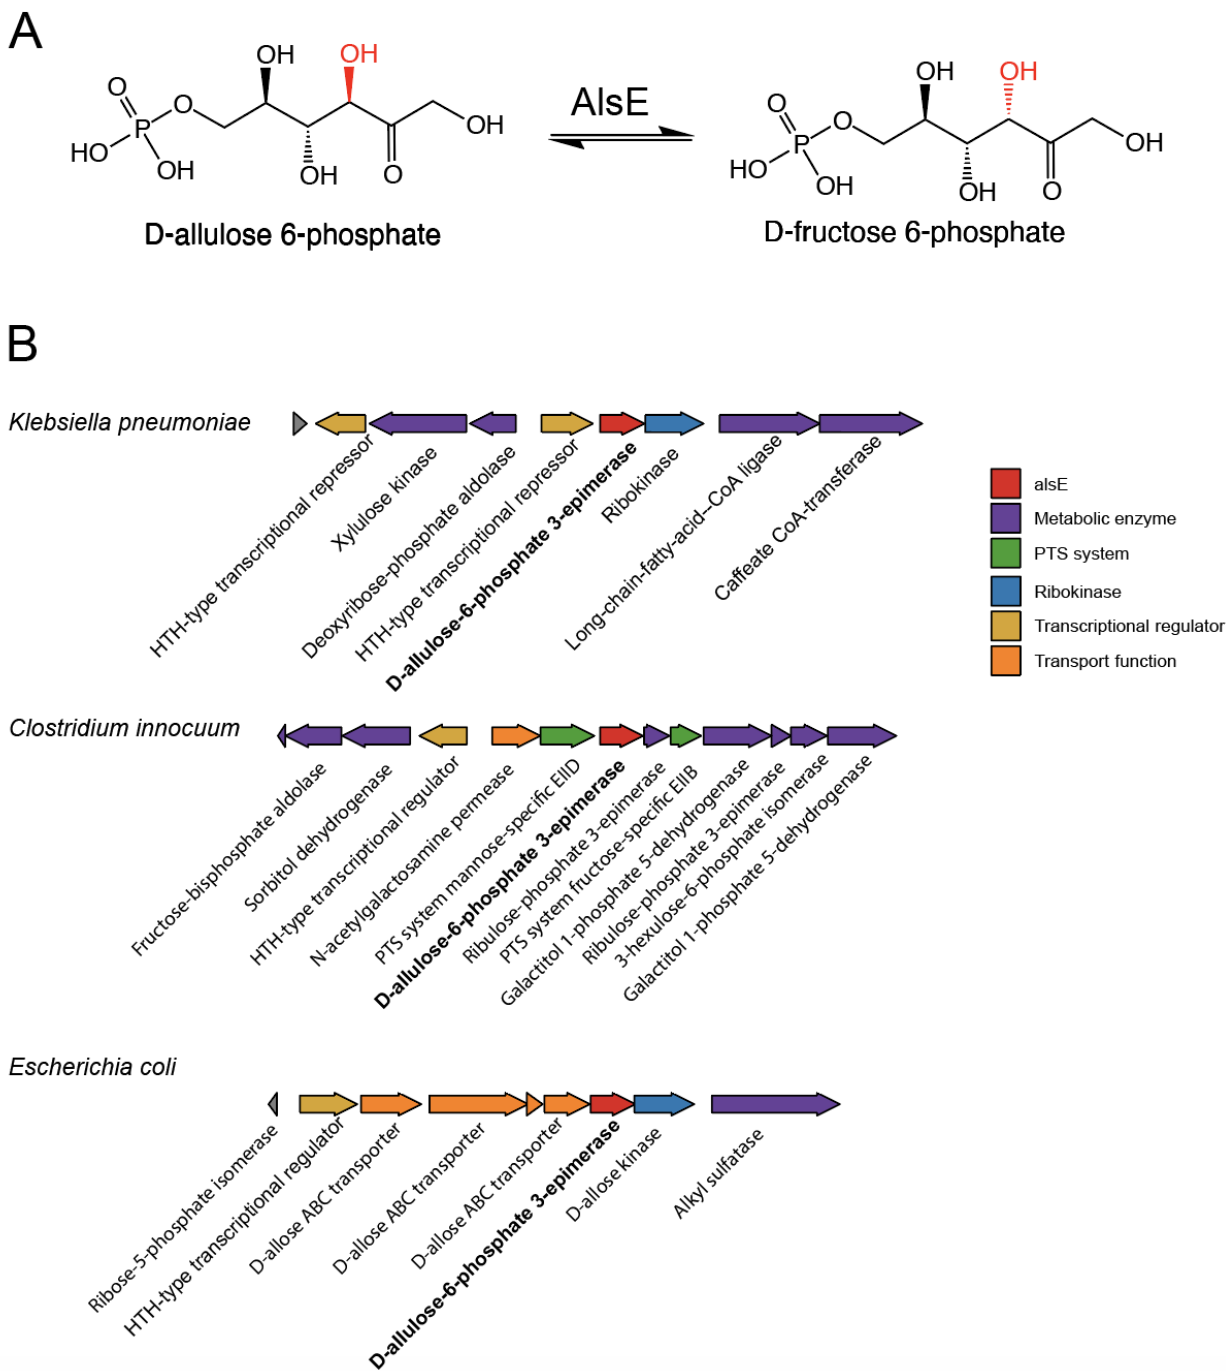 A
OH
OH
O
O
P
HO
OH
OH
O
OH
D-allulose 6-phosphate
AlsE
OH
OH
O
O
P
HO
OH
OH
O
OH
D-fructose 6-phosphate
B
Klebsiella pneumoniae
HTH-type transcriptional repressor
Xylulose kinase
Deoxyribose-phosphate aldolase
HTH-type transcriptional repressor
D-allulose-6-phosphate 3-epimerase
Ribokinase
Long-chain-fatty-acid--CoA ligase
Caffeate CoA-transferase
alsE
Metabolic enzyme
PTS system
Ribokinase
Transcriptional regulator
Transport function
Clostridium innocuum
Fructose-bisphosphate aldolase
Sorbitol dehydrogenase
HTH-type transcriptional regulator
N-acetylgalactosamine permease
PTS system mannose-specific EIID
D-allulose-6-phosphate 3-epimerase
Ribulose-phosphate 3-epimerase
PTS system fructose-specific EIIB
Galactitol 1-phosphate 5-dehydrogenase
Ribulose-phosphate 3-epimerase
3-hexulose-6-phosphate isomerase
Galactitol 1-phosphate 5-dehydrogenase
Escherichia coli
Ribose-5-phosphate isomerase
HTH-type transcriptional regulator
D-allose ABC transporter
D-allose ABC transporter
D-allose ABC transporter
D-allulose-6-phosphate 3-epimerase
D-allose kinase
Alkyl sulfatase